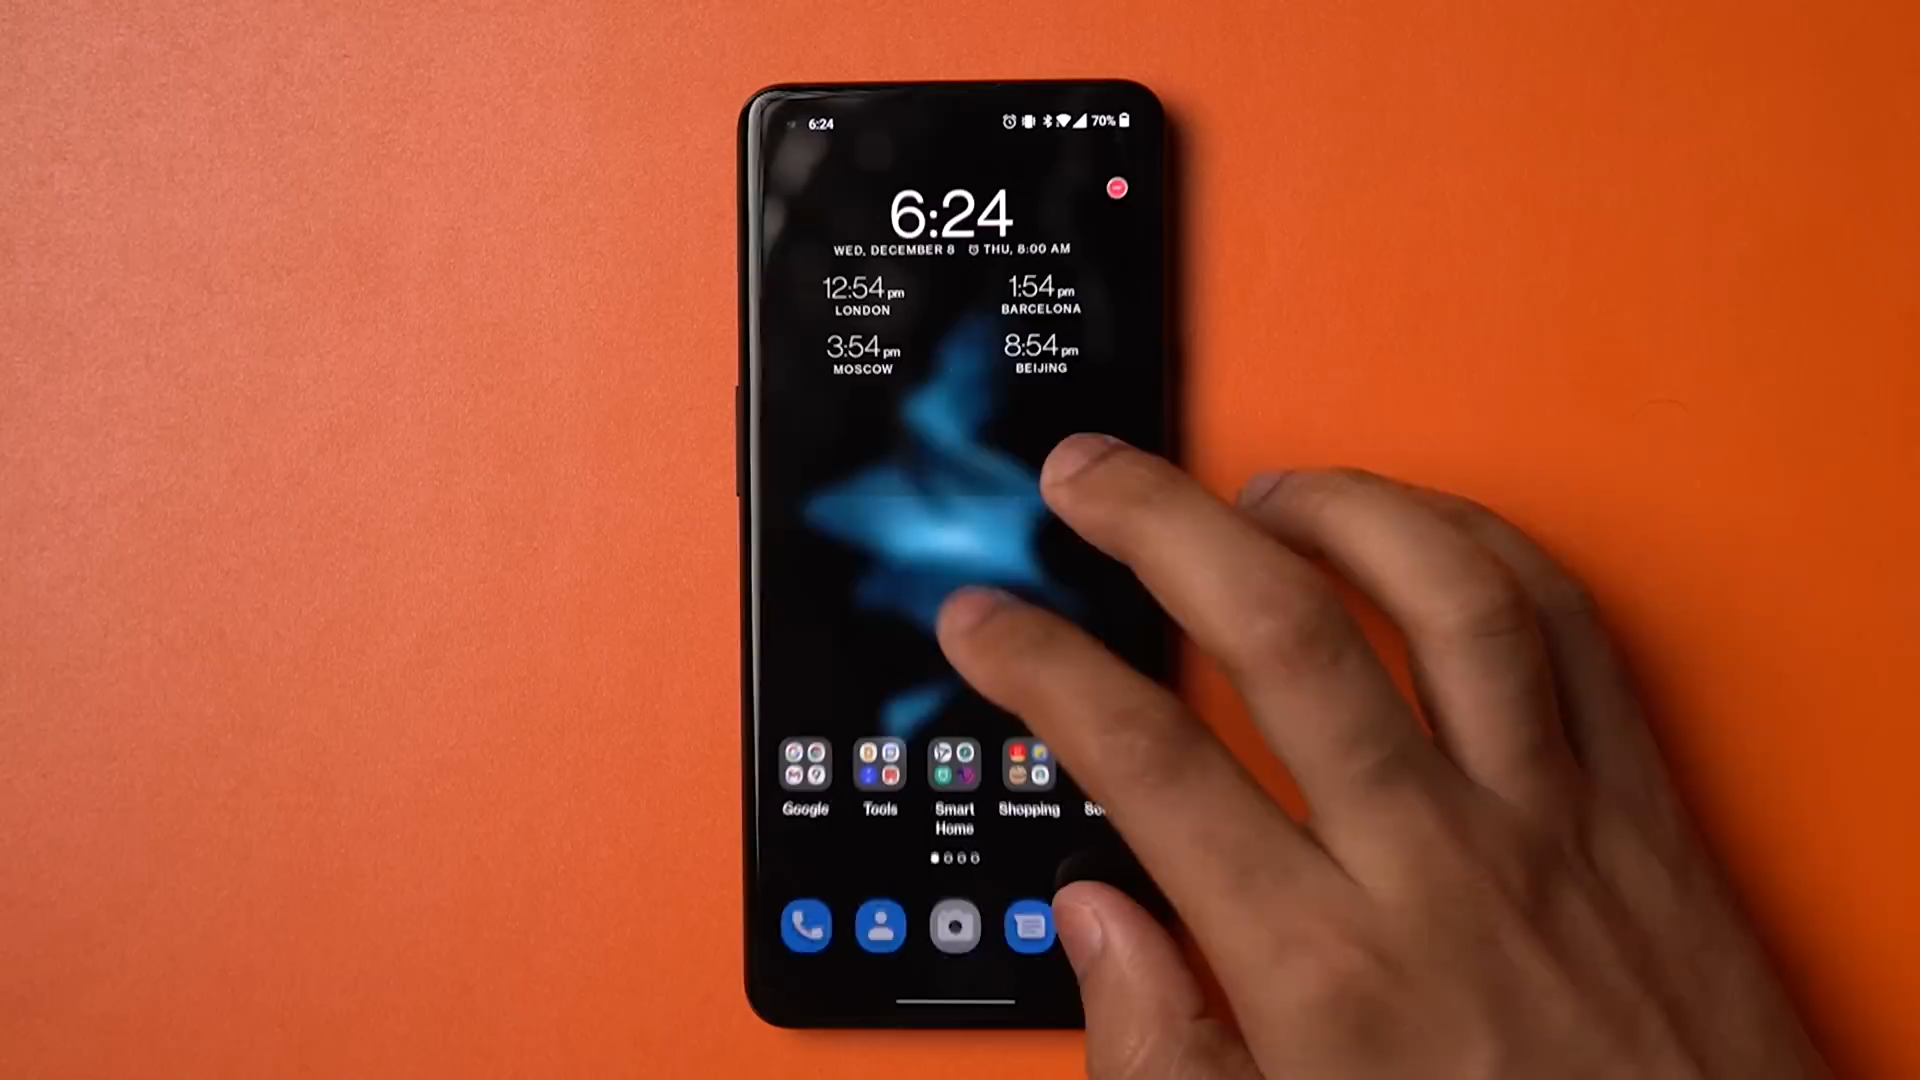 6:24
70%
6:24
WED, DECEMBER 8 THU, 8:00 AM
12:54 pm
1:54 pm
LONDON
BARCELONA
3:54 pm
8:54 pm
MOSCOW
BEIJING
Google
Tools
Smart
Home
Shopping